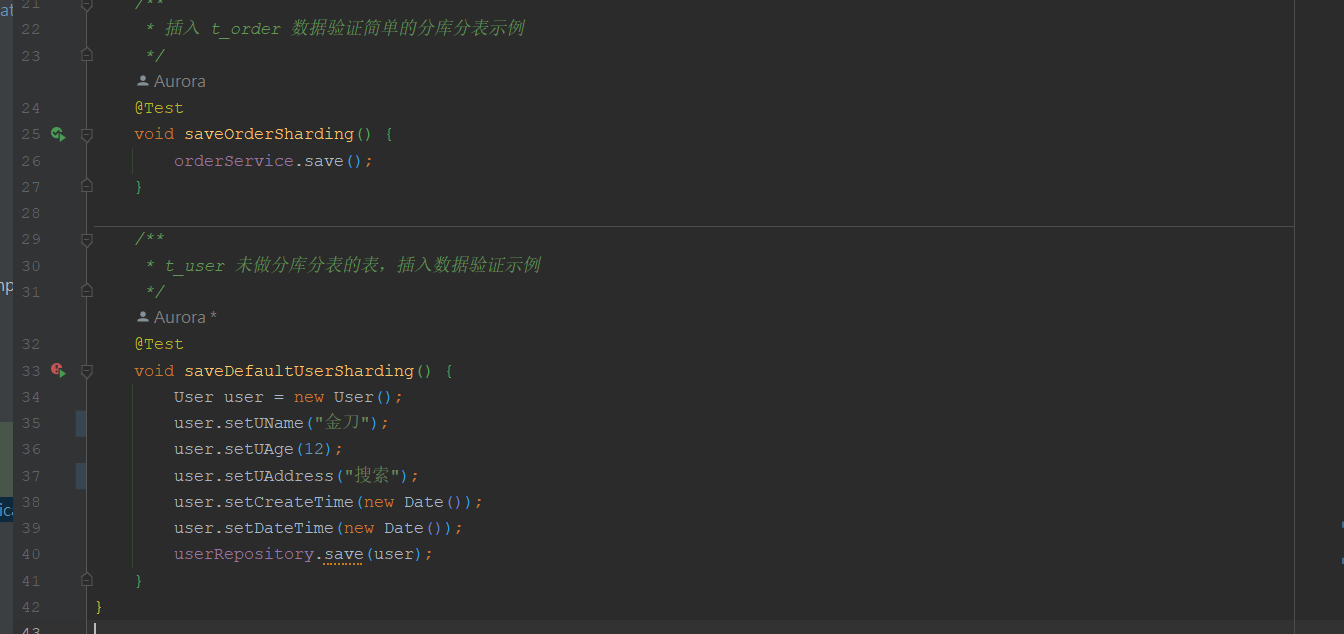 at
21 /**
22 * 插入 t_order 数据验证简单的分库分表示例
23 */
Aurora
24 @Test
25 void saveOrderSharding() {
26 orderService.save();
27 }
28
29 /**
30 * t_user 未做分库分表的表，插入数据验证示例
31 */
Aurora *
32 @Test
33 void saveDefaultUserSharding() {
34 User user = new User();
35 user.setUName("金刀");
36 user.setUAge(12);
37 user.setUAddress("搜索");
38 user.setCreateTime(new Date());
39 user.setDateTime(new Date());
40 userRepository.save(user);
41 }
42 }
43